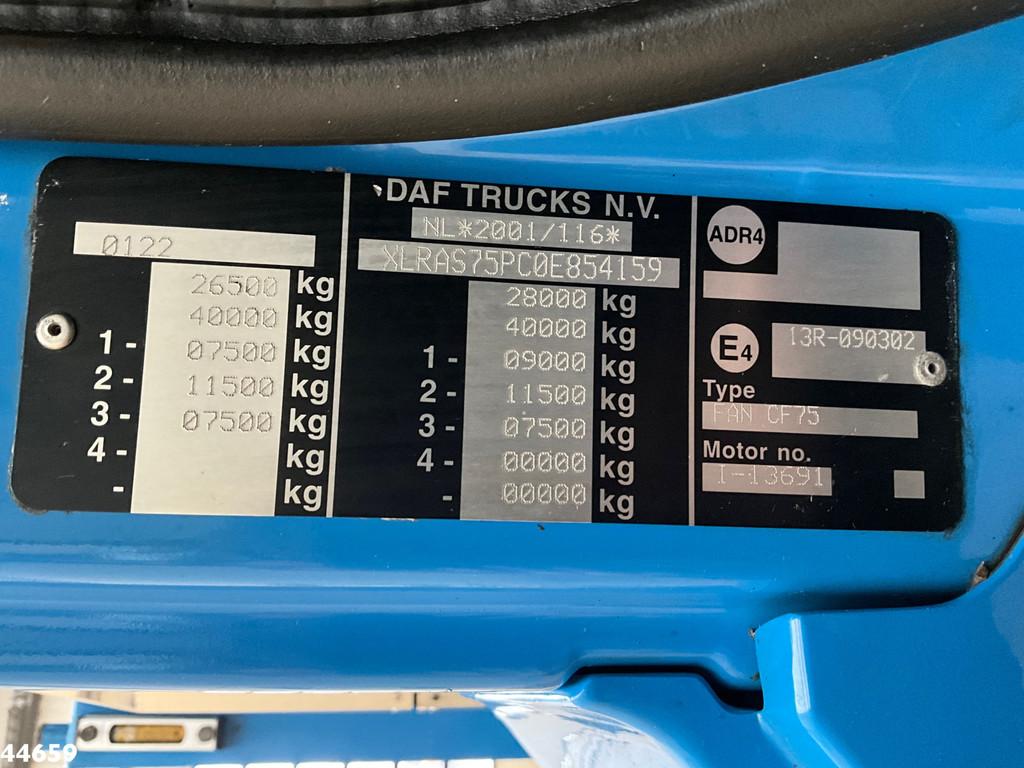 0122
26500 kg
40000 kg
1 - 07500 kg
2 - 11500 kg
3 - 07500 kg
4 - kg
- kg
DAF TRUCKS N.V.
NL*2001/116*
XLRAS75PC0E854159
28000 kg
40000 kg
1 - 09000 kg
2 - 11500 kg
3 - 07500 kg
4 - 00000 kg
- 00000 kg
ADR4
E4 13R-090302
Type
FAN CF75
Motor no.
I-13691
44659